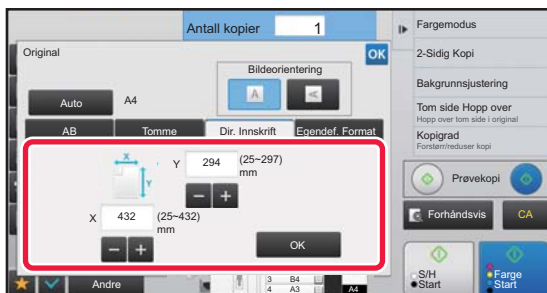 Antall kopier 1
Original
OK
Bildeorientering
A A
Auto A4
AB Tomme Dir. Innskrift Egendef. Format
X
Y
Y 294 (25~297)
mm
X 432 (25~432)
mm
OK
Andre
3 B4
4 A3 A4
Fargemodus
2-Sidig Kopi
Bakgrunnsjustering
Tom side Hopp over
Hopp over tom side i original
Kopigrad
Forstørr/reduser kopi
Prøvekopi
Forhåndsvis CA
S/H
Start
Farge
Start